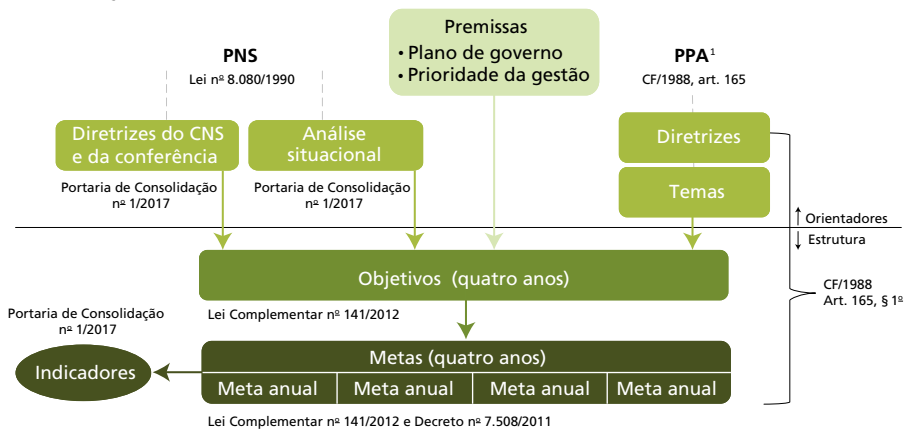 Premissas
• Plano de governo
• Prioridade da gestão
PNS
Lei nº 8.080/1990
PPA¹
CF/1988, art. 165
Diretrizes do CNS
e da conferência
Análise
situacional
Diretrizes
Portaria de Consolidação
nº 1/2017
Portaria de Consolidação
nº 1/2017
Temas
Orientadores
Estrutura
Objetivos (quatro anos)
CF/1988
Art. 165, § 1º
Lei Complementar nº 141/2012
Portaria de Consolidação
nº 1/2017
Indicadores
Metas (quatro anos)
Meta anual
Meta anual
Meta anual
Meta anual
Lei Complementar nº 141/2012 e Decreto nº 7.508/2011